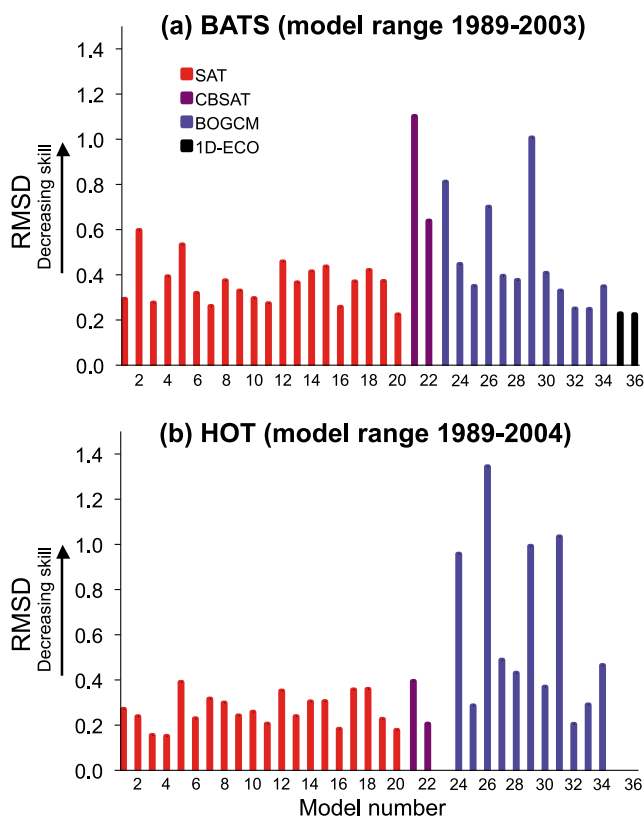 (a) BATS (model range 1989-2003)
1.4
1.2
1.0
0.8
0.6
0.4
0.2
0.0
SAT
CBSAT
BOGCM
1D-ECO
RMSD
Decreasing skill
2 4 6 8 10 12 14 16 18 20 22 24 26 28 30 32 34 36
(b) HOT (model range 1989-2004)
1.4
1.2
1.0
0.8
0.6
0.4
0.2
0.0
RMSD
Decreasing skill
2 4 6 8 10 12 14 16 18 20 22 24 26 28 30 32 34 36
Model number